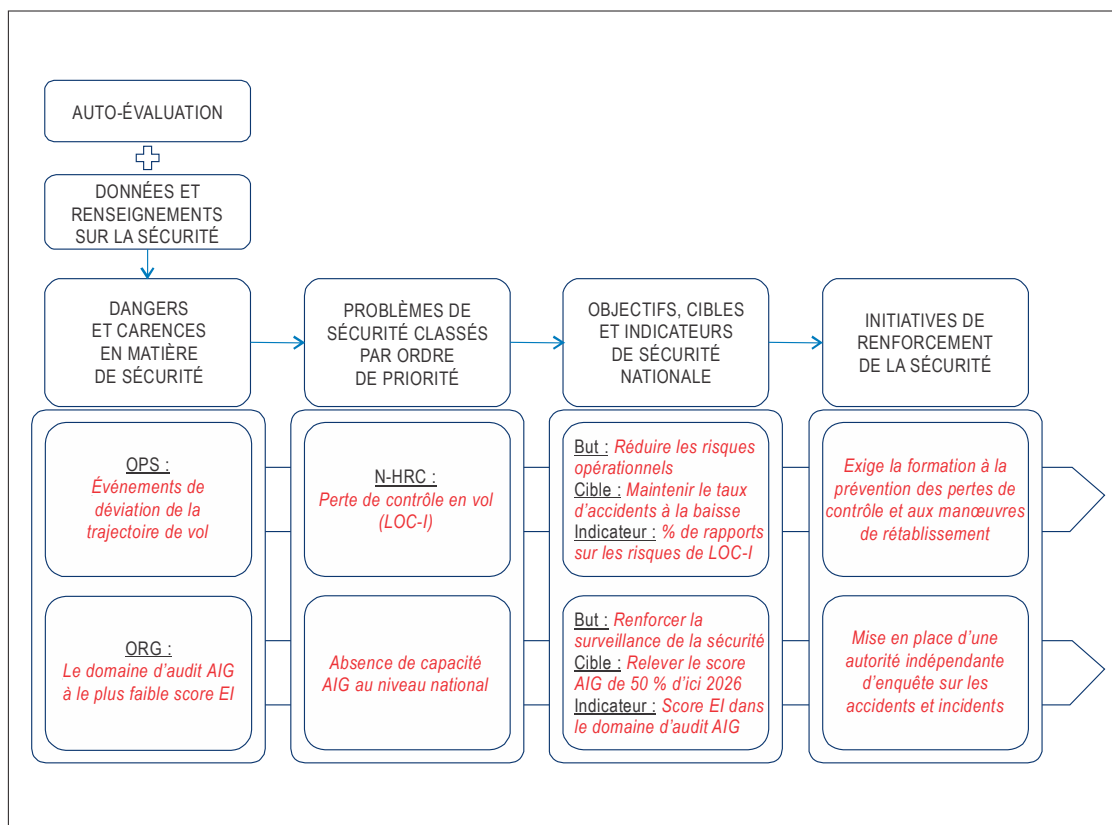 AUTO-ÉVALUATION
DONNÉES ET
RENSEIGNEMENTS
SUR LA SÉCURITÉ
DANGERS
ET CARENCES
EN MATIÈRE
DE SÉCURITÉ
PROBLÈMES DE
SÉCURITÉ CLASSÉS
PAR ORDRE
DE PRIORITÉ
OBJECTIFS, CIBLES
ET INDICATEURS
DE SÉCURITÉ
NATIONALE
INITIATIVES DE
RENFORCEMENT
DE LA SÉCURITÉ
OPS :
Événements de
déviation de la
trajectoire de vol
N-HRC :
Perte de contrôle en vol
(LOC-I)
But : Réduire les risques
opérationnels
Cible : Maintenir le taux
d’accidents à la baisse
Indicateur : % de rapports
sur les risques de LOC-I
Exige la formation à la
prévention des pertes de
contrôle et aux manœuvres
de rétablissement
ORG :
Le domaine d’audit AIG
à le plus faible score EI
Absence de capacité
AIG au niveau national
But : Renforcer la
surveillance de la sécurité
Cible : Relever le score
AIG de 50 % d’ici 2026
Indicateur : Score EI dans
le domaine d’audit AIG
Mise en place d’une
autorité indépendante
d’enquête sur les
accidents et incidents